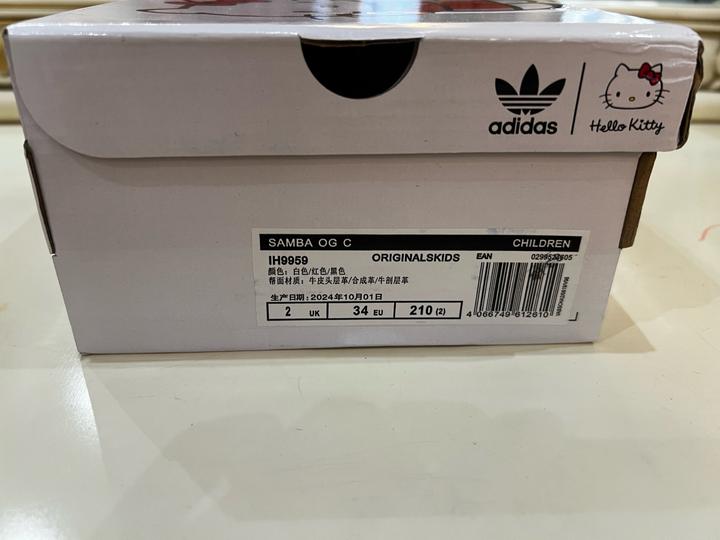 adidas
Hello Kitty
SAMBA OG C CHILDREN
IH9959 ORIGINALSKIDS EAN
颜色：白色/红色/黑色
帮面材质：牛皮头层革/合成革/牛剖层革
生产日期：2024年10月01日
2 UK 34 EU 210 (2)
4 066749 612610